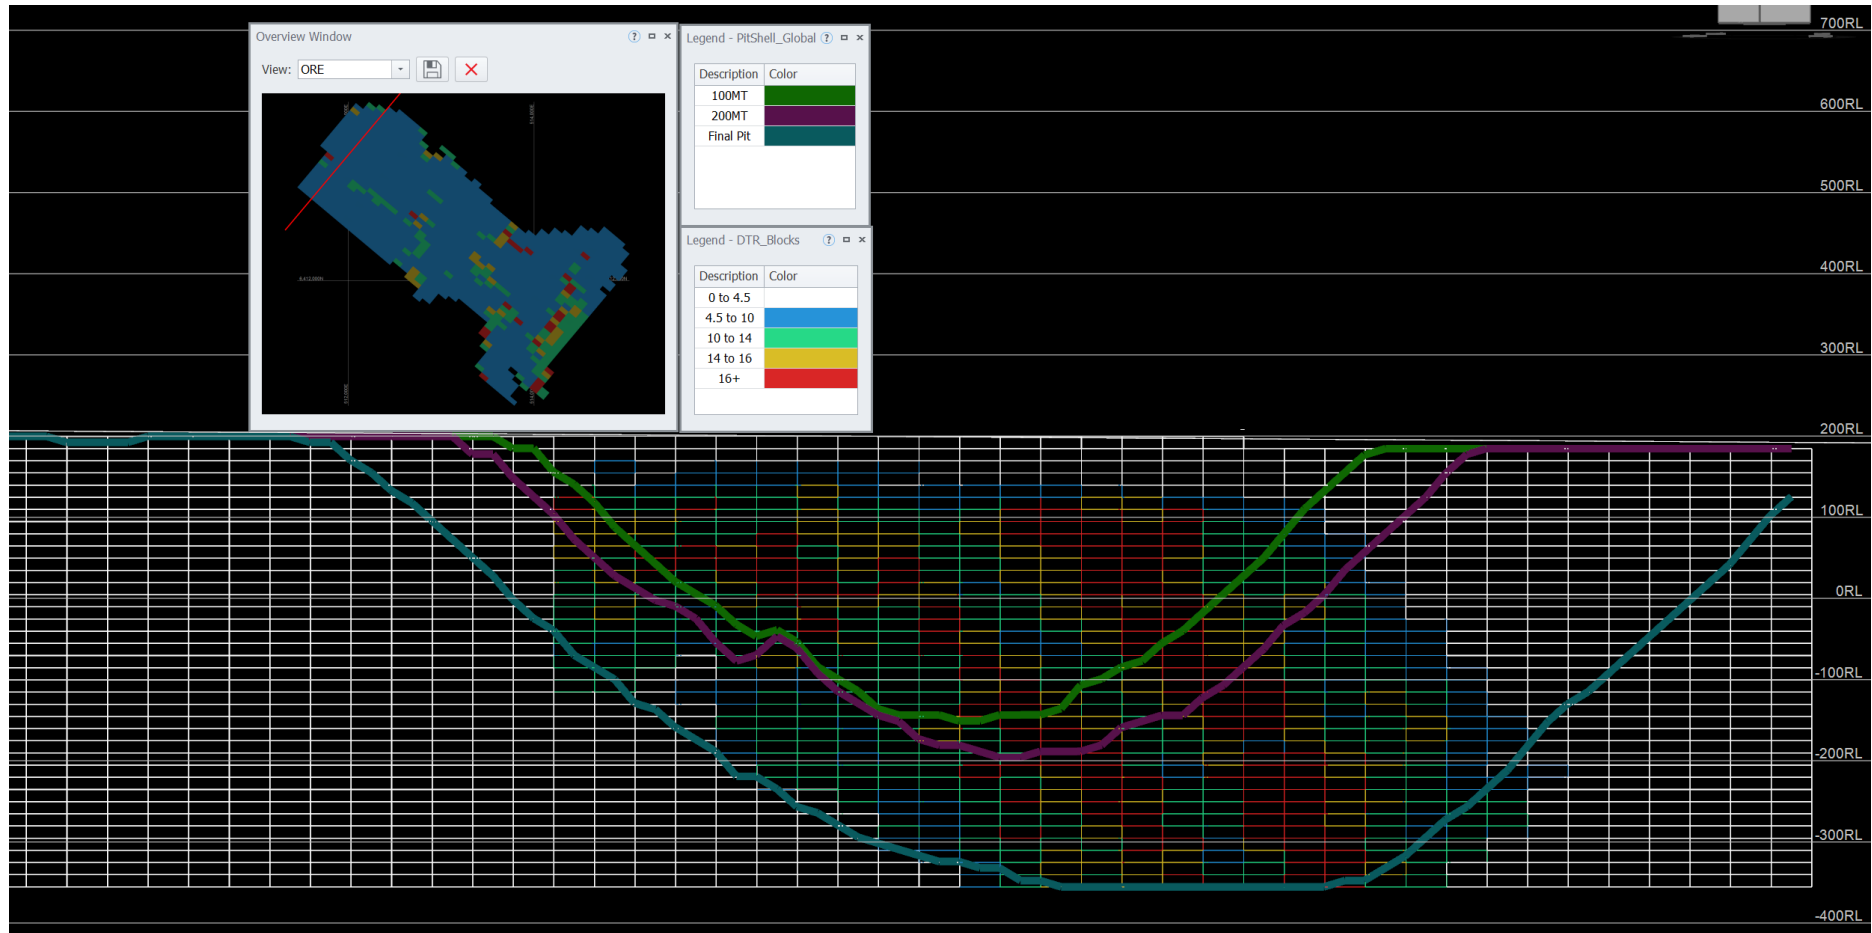 Overview Window
View: ORE
Legend - PitShell_Global
Description Color
100MT
200MT
Final Pit
Legend - DTR_Blocks
Description Color
0 to 4.5
4.5 to 10
10 to 14
14 to 16
16+
700RL
600RL
500RL
400RL
300RL
200RL
100RL
0RL
-100RL
-200RL
-300RL
-400RL